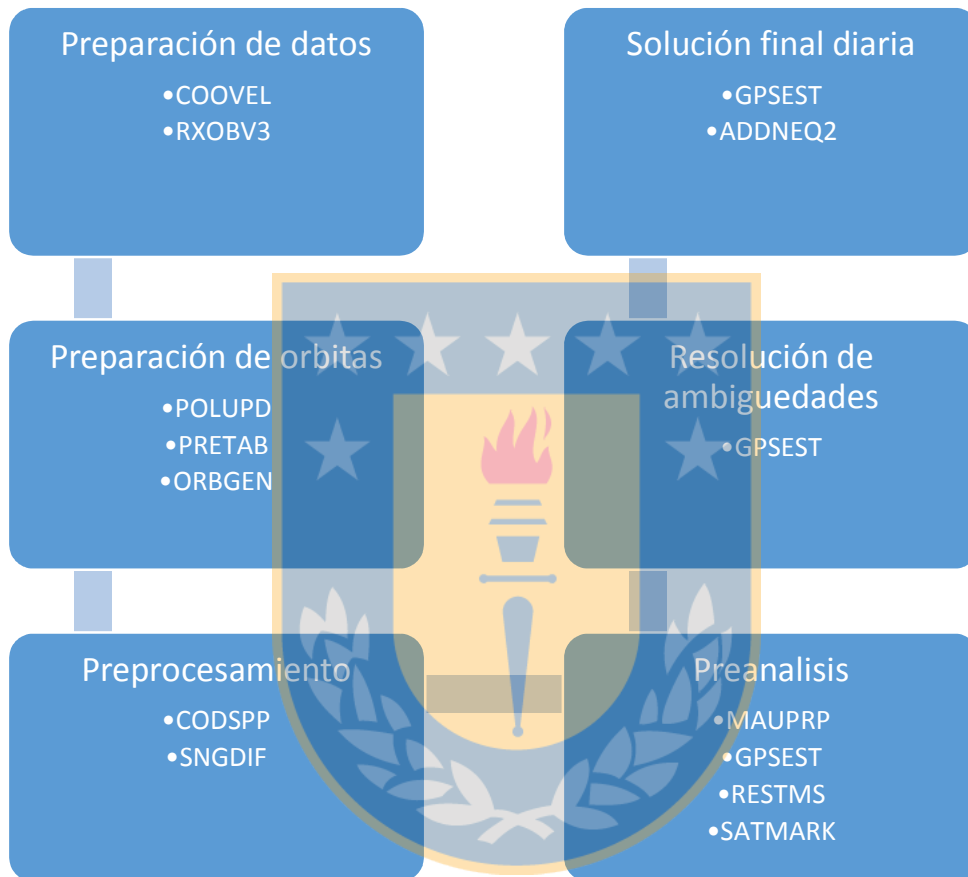 Preparación de datos
•COOVEL
•RXOBV3
Preparación de orbitas
•POLUPD
•PRETAB
•ORBGEN
Preprocesamiento
•CODSPP
•SNGDIF
Preanalisis
•MAUPRP
•GPSEST
•RESTMS
•SATMARK
Resolución de
ambiguedades
•GPSEST
Solución final diaria
•GPSEST
•ADDNEQ2